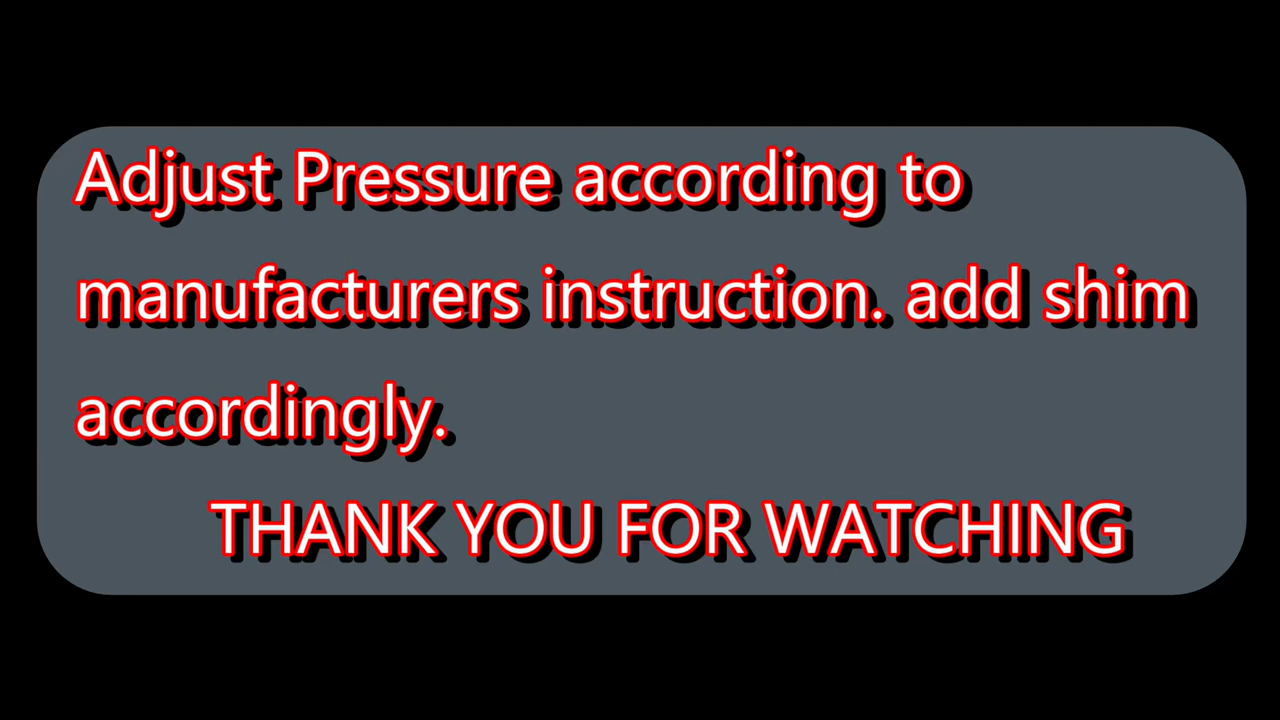 Adjust Pressure according to
manufacturers instruction. add shim
accordingly.
THANK YOU FOR WATCHING